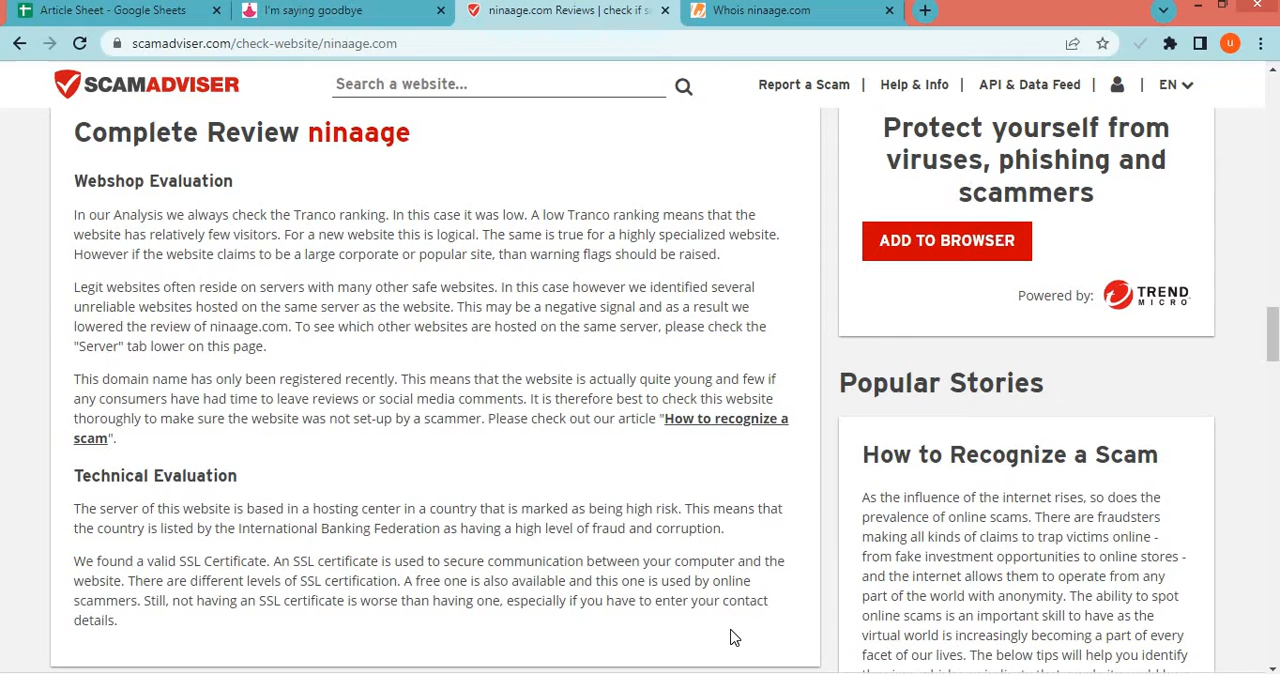 Article Sheet - Google Sheets
I'm saying goodbye
ninaage.com Reviews | check if s
Whois ninaage.com
scamadviser.com/check-website/ninaage.com
u
SCAMADVISER
Search a website...
Report a Scam | Help & Info | API & Data Feed | | EN
Complete Review ninaage
Webshop Evaluation
In our Analysis we always check the Tranco ranking. In this case it was low. A low Tranco ranking means that the
website has relatively few visitors. For a new website this is logical. The same is true for a highly specialized website.
However if the website claims to be a large corporate or popular site, than warning flags should be raised.
Legit websites often reside on servers with many other safe websites. In this case however we identified several
unreliable websites hosted on the same server as the website. This may be a negative signal and as a result we
lowered the review of ninaage.com. To see which other websites are hosted on the same server, please check the
"Server" tab lower on this page.
This domain name has only been registered recently. This means that the website is actually quite young and few if
any consumers have had time to leave reviews or social media comments. It is therefore best to check this website
thoroughly to make sure the website was not set-up by a scammer. Please check out our article "How to recognize a
scam".
Technical Evaluation
The server of this website is based in a hosting center in a country that is marked as being high risk. This means that
the country is listed by the International Banking Federation as having a high level of fraud and corruption.
We found a valid SSL Certificate. An SSL certificate is used to secure communication between your computer and the
website. There are different levels of SSL certification. A free one is also available and this one is used by online
scammers. Still, not having an SSL certificate is worse than having one, especially if you have to enter your contact
details.
Protect yourself from
viruses, phishing and
scammers
ADD TO BROWSER
Powered by: TREND
MICRO
Popular Stories
How to Recognize a Scam
As the influence of the internet rises, so does the
prevalence of online scams. There are fraudsters
making all kinds of claims to trap victims online -
from fake investment opportunities to online stores -
and the internet allows them to operate from any
part of the world with anonymity. The ability to spot
online scams is an important skill to have as the
virtual world is increasingly becoming a part of every
facet of our lives. The below tips will help you identify